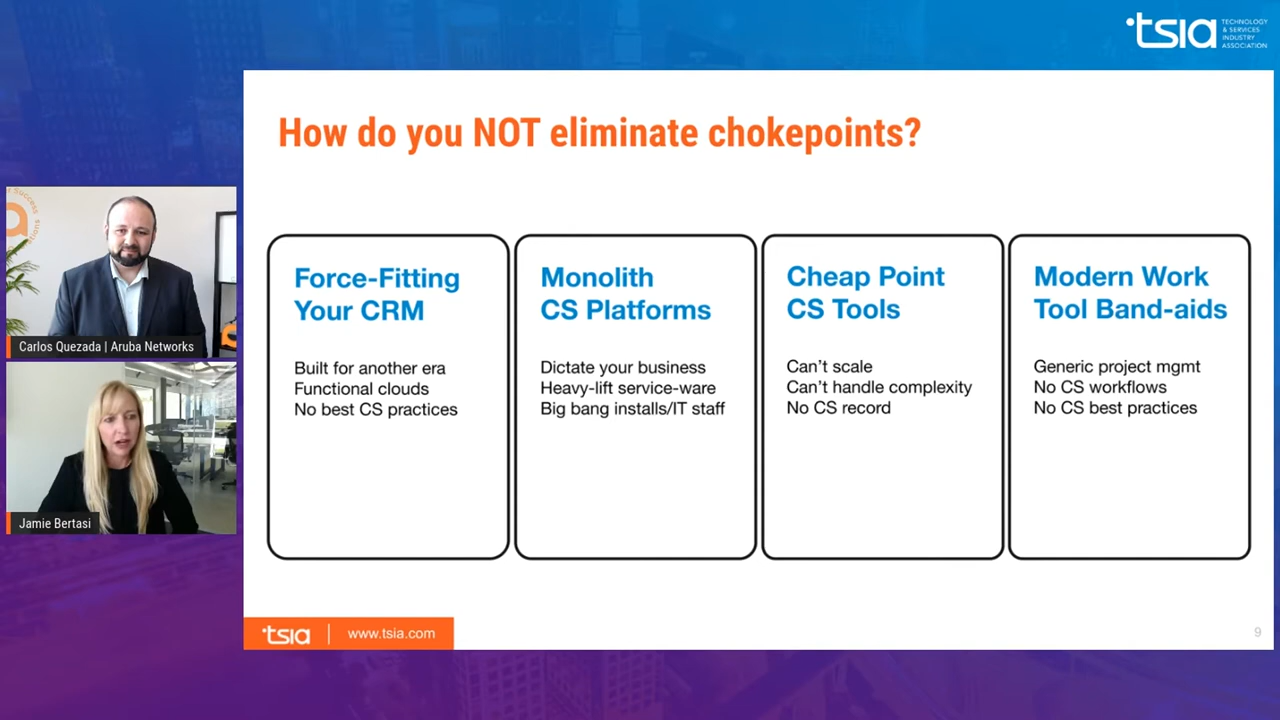 tsia
TECHNOLOGY
& SERVICES
INDUSTRY
ASSOCIATION
How do you NOT eliminate chokepoints?
Force-Fitting
Your CRM
Built for another era
Functional clouds
No best CS practices
Monolith
CS Platforms
Dictate your business
Heavy-lift service-ware
Big bang installs/IT staff
Cheap Point
CS Tools
Can't scale
Can't handle complexity
No CS record
Modern Work
Tool Band-aids
Generic project mgmt
No CS workflows
No CS best practices
Success
Carlos Quezada | Aruba Networks
Jamie Bertasi
tsia | www.tsia.com
9